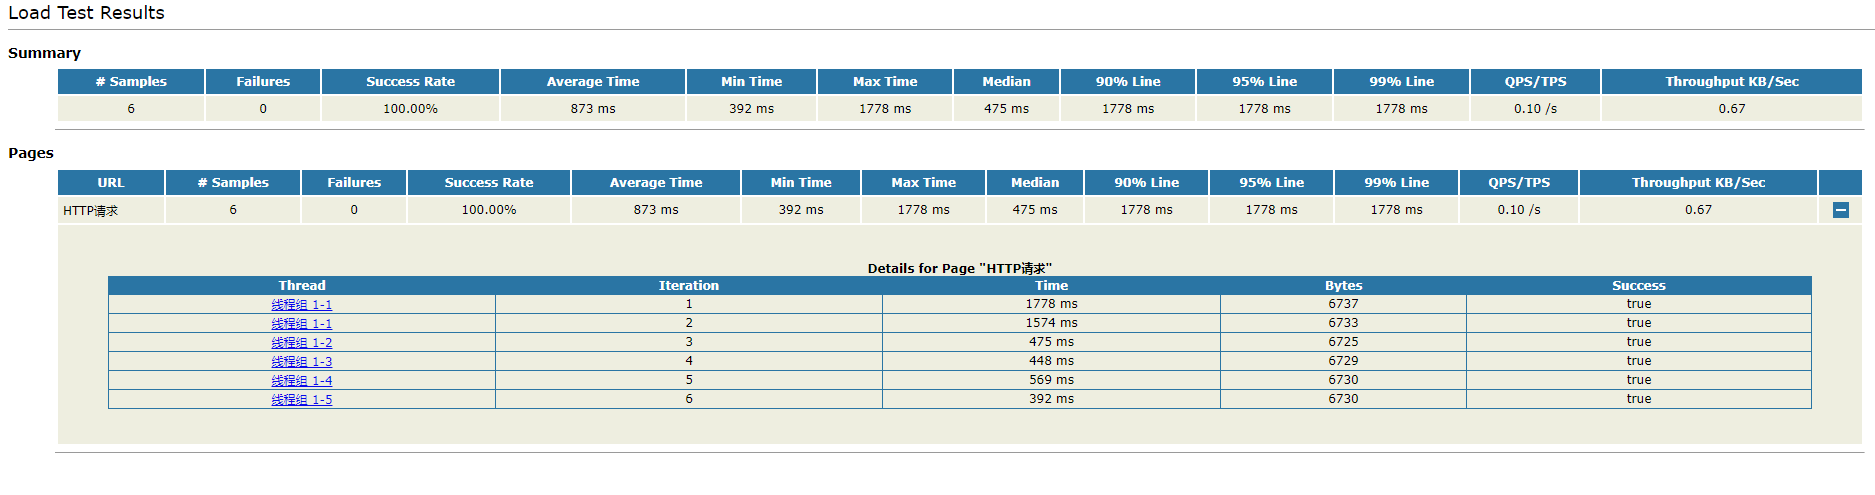 Load Test Results
Summary
# Samples Failures Success Rate Average Time Min Time Max Time Median 90% Line 95% Line 99% Line QPS/TPS Throughput KB/Sec
6 0 100.00% 873 ms 392 ms 1778 ms 475 ms 1778 ms 1778 ms 1778 ms 0.10 /s 0.67
Pages
URL # Samples Failures Success Rate Average Time Min Time Max Time Median 90% Line 95% Line 99% Line QPS/TPS Throughput KB/Sec
HTTP请求 6 0 100.00% 873 ms 392 ms 1778 ms 475 ms 1778 ms 1778 ms 1778 ms 0.10 /s 0.67
Details for Page "HTTP请求"
Thread Iteration Time Bytes Success
线程组 1-1 1 1778 ms 6737 true
线程组 1-1 2 1574 ms 6733 true
线程组 1-2 3 475 ms 6725 true
线程组 1-3 4 448 ms 6729 true
线程组 1-4 5 569 ms 6730 true
线程组 1-5 6 392 ms 6730 true